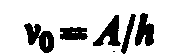 v₀ = A/h